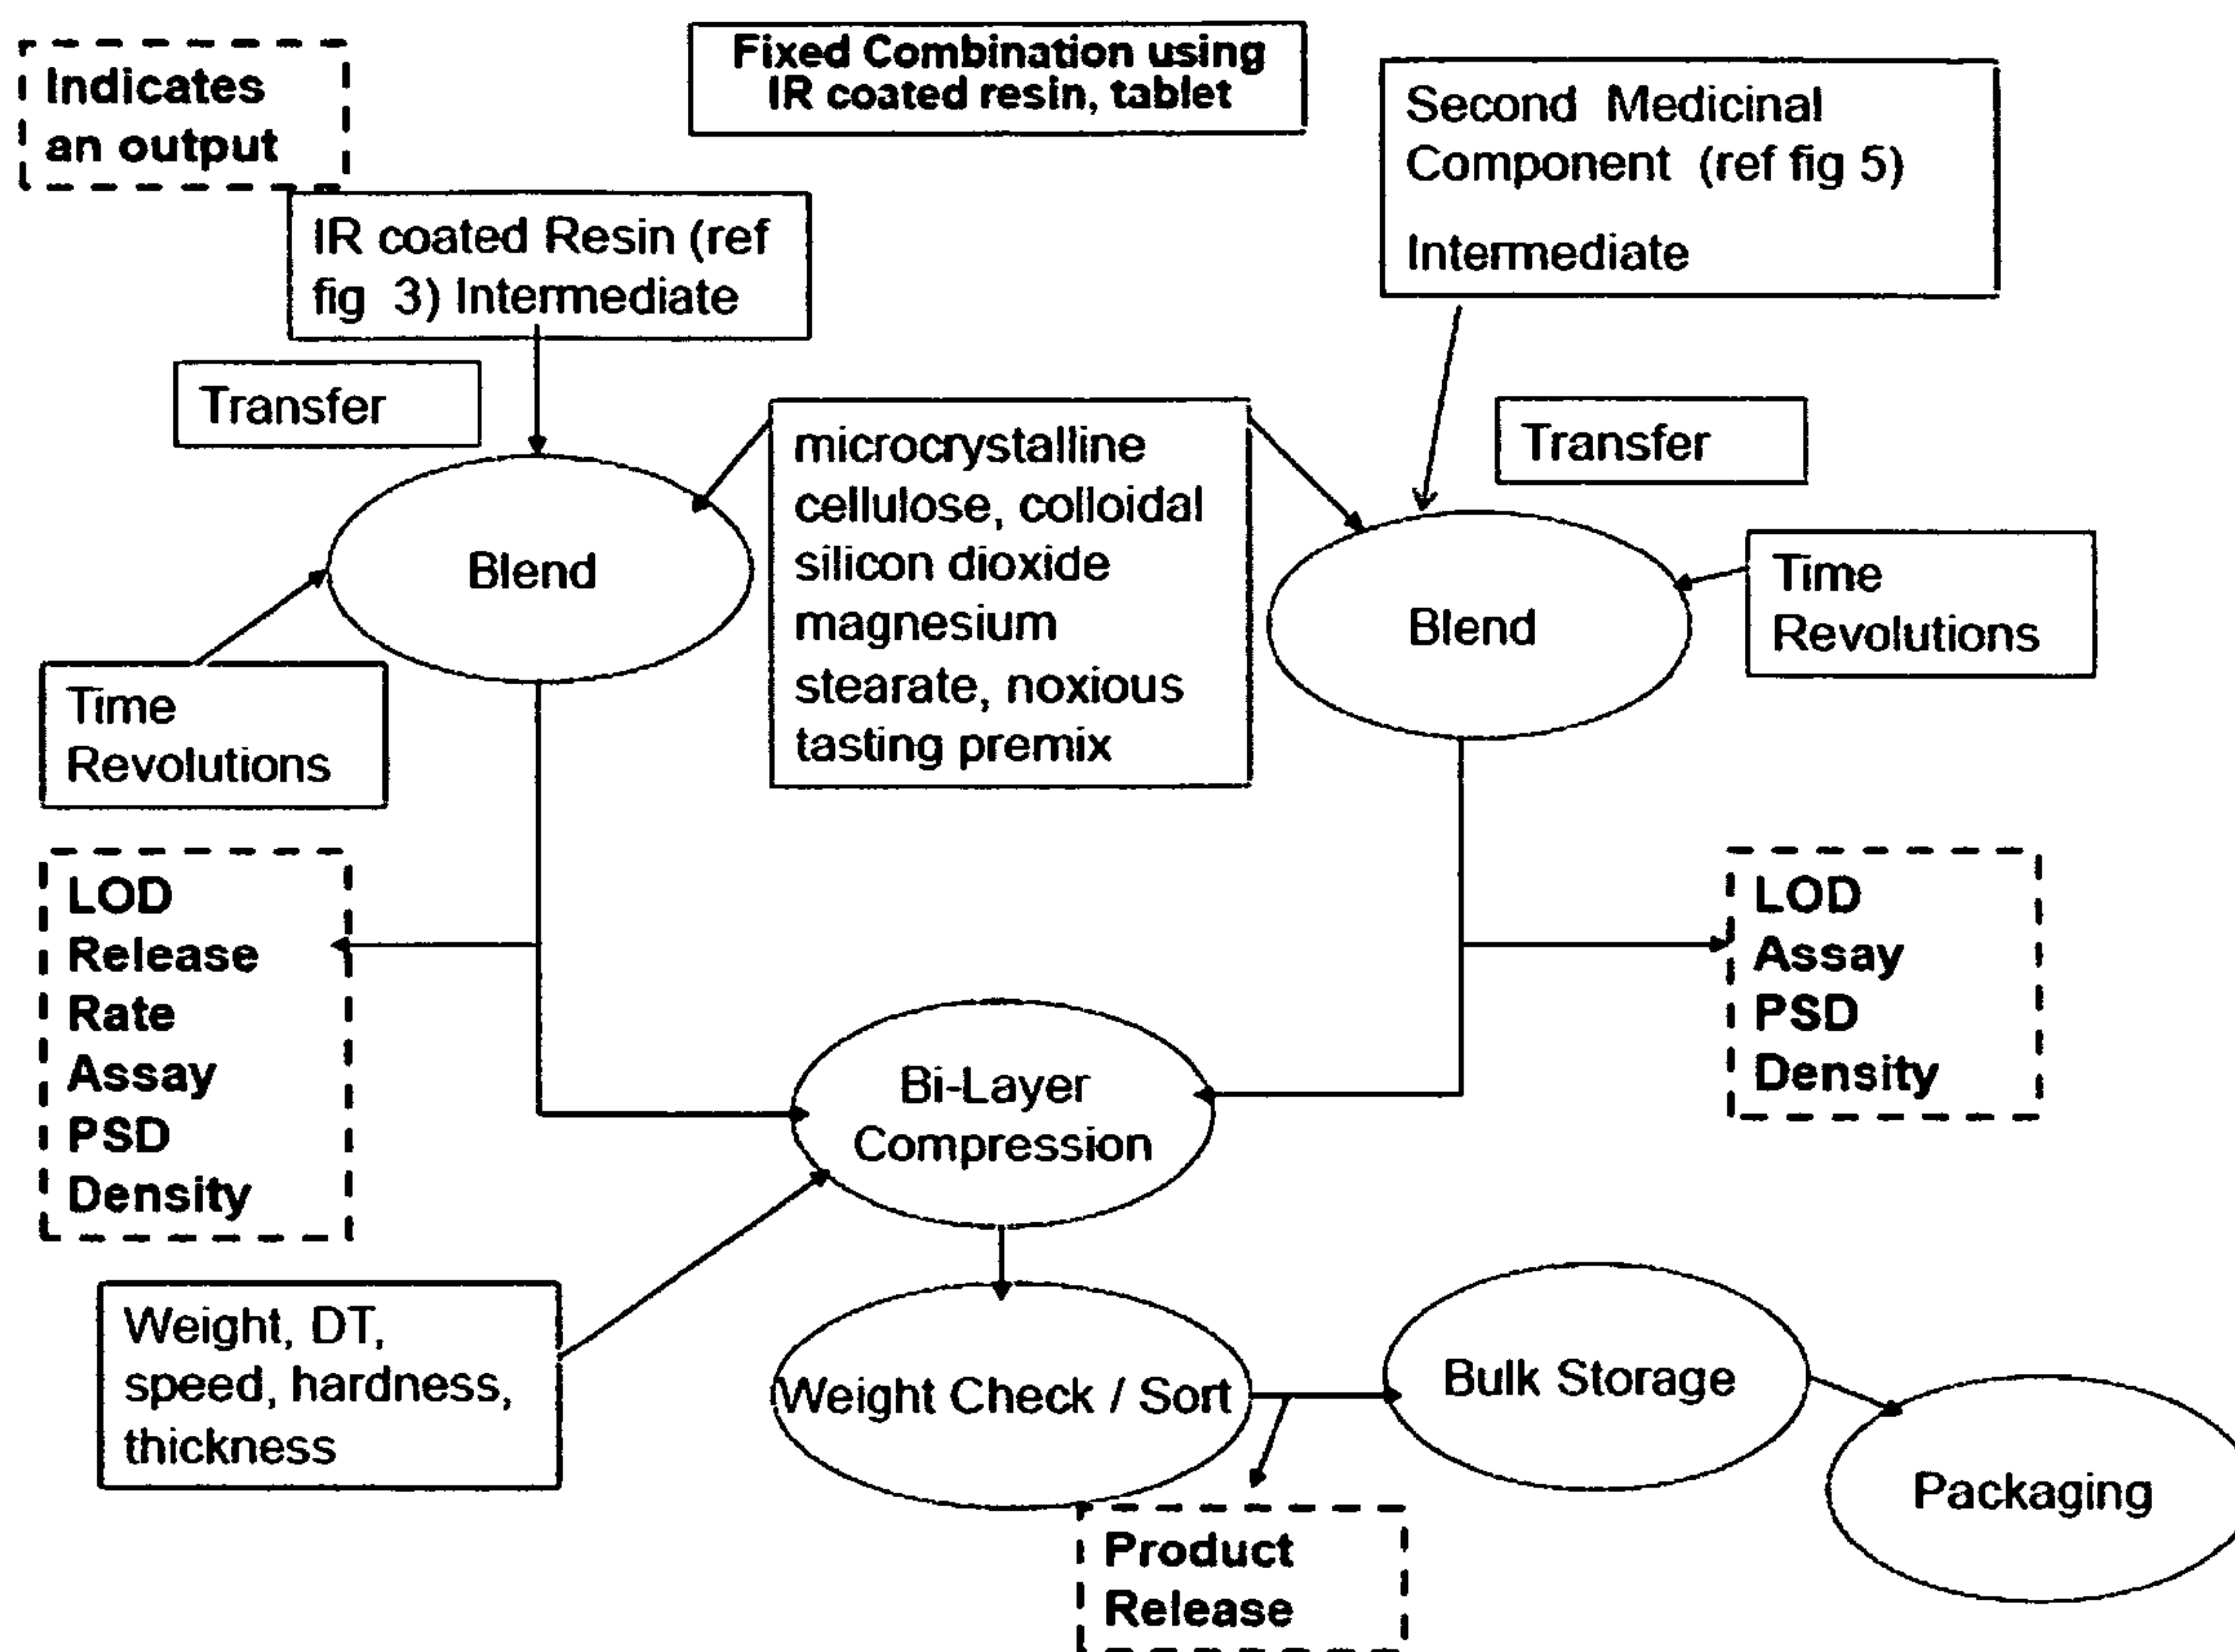 Indicates
an output
Fixed Combination using
IR coated resin, tablet
Second Medicinal
Component (ref fig 5)
Intermediate
IR coated Resin (ref
fig 3) Intermediate
Transfer
Transfer
microcrystalline
cellulose, colloidal
silicon dioxide
magnesium
stearate, noxious
tasting premix
Blend
Blend
Time
Revolutions
Time
Revolutions
LOD
Release
Rate
Assay
PSD
Density
LOD
Assay
PSD
Density
Bi-Layer
Compression
Weight, DT,
speed, hardness,
thickness
Weight Check / Sort
Bulk Storage
Packaging
Product
Release